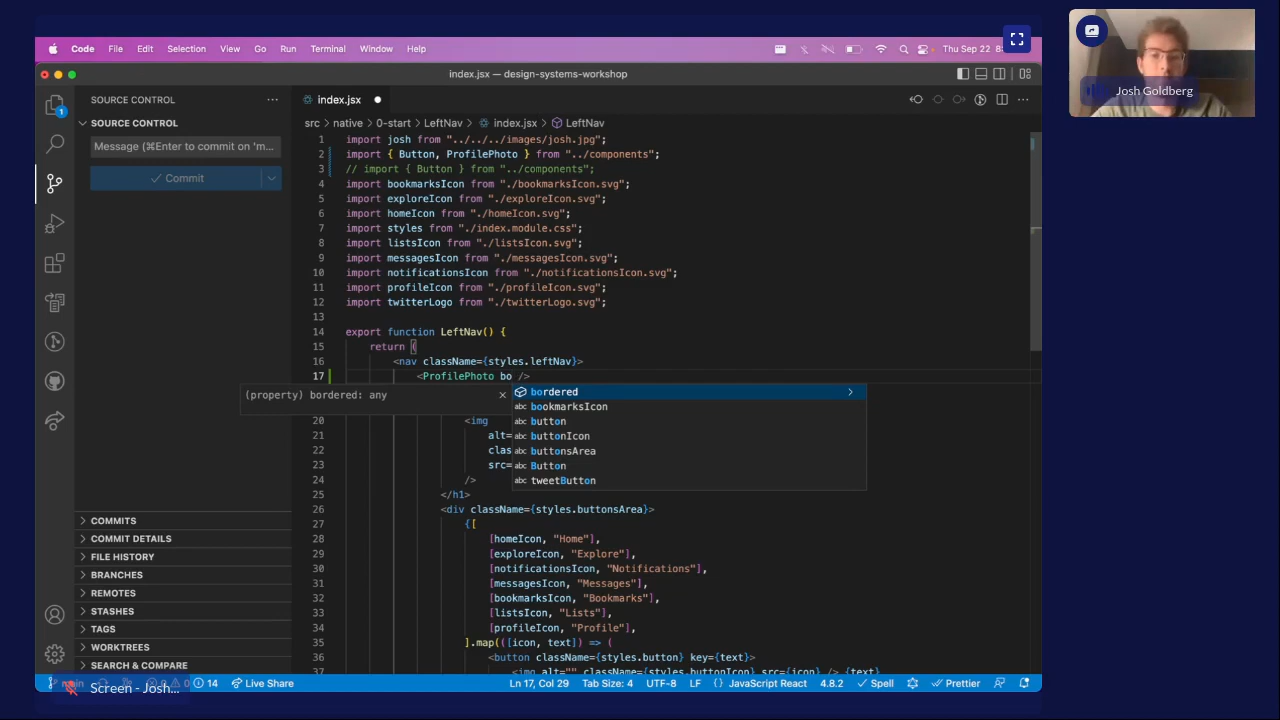 Code File Edit Selection View Go Run Terminal Window Help
Thu Sep 22
index.jsx — design-systems-workshop
Josh Goldberg
SOURCE CONTROL
index.jsx
SOURCE CONTROL
src > native > 0-start > LeftNav > index.jsx > LeftNav
Message (⌘Enter to commit on 'm...
Commit
1
1 import josh from "../../../images/josh.jpg";
2 import { Button, ProfilePhoto } from "../components";
3 // import { Button } from "../components";
4 import bookmarksIcon from "./bookmarksIcon.svg";
5 import exploreIcon from "./exploreIcon.svg";
6 import homeIcon from "./homeIcon.svg";
7 import styles from "./index.module.css";
8 import listsIcon from "./listsIcon.svg";
9 import messagesIcon from "./messagesIcon.svg";
10 import notificationsIcon from "./notificationsIcon.svg";
11 import profileIcon from "./profileIcon.svg";
12 import twitterLogo from "./twitterLogo.svg";
13
14 export function LeftNav() {
15 return (
16 <nav className={styles.leftNav}>
17 <ProfilePhoto bo />
(property) bordered: any
bordered
bookmarksIcon
button
buttonIcon
buttonsArea
Button
tweetButton
20 <img
21 alt=
22 clas
23 src=
24 />
25 </h1>
26 <div className={styles.buttonsArea}>
27 {[
28 [homeIcon, "Home"],
29 [exploreIcon, "Explore"],
30 [notificationsIcon, "Notifications"],
31 [messagesIcon, "Messages"],
32 [bookmarksIcon, "Bookmarks"],
33 [listsIcon, "Lists"],
34 [profileIcon, "Profile"],
35 ].map(([icon, text]) => (
36 <button className={styles.button} key={text}>
37 <img alt="" className={styles.buttonIcon} src={icon} /> {text}
COMMITS
COMMIT DETAILS
FILE HISTORY
BRANCHES
REMOTES
STASHES
TAGS
WORKTREES
SEARCH & COMPARE
Screen - Josh...
14 Live Share
Ln 17, Col 29 Tab Size: 4 UTF-8 LF {} JavaScript React 4.8.2 Spell Prettier